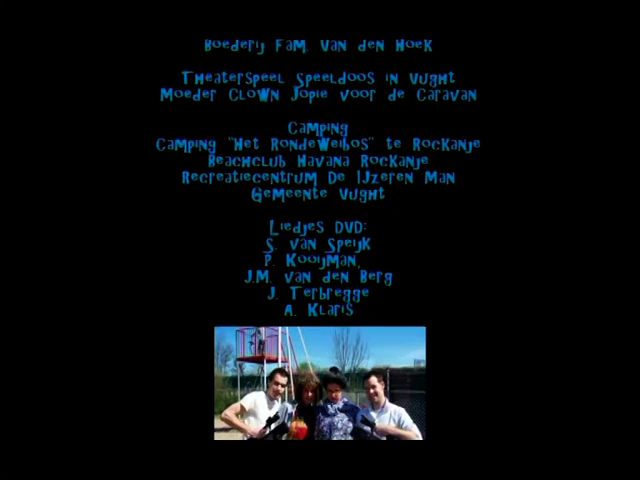 Boederij Fam. van den Hoek
Theaterspeel Speeldoos in Vught
Moeder Clown Jopie voor de Caravan
Camping
Camping "Het RondeWeibos" te Rockanje
Beachclub Havana Rockanje
Recreatiecentrum De IJzeren Man
Gemeente Vught
Liedjes DVD:
S. van Speijk
P. Kooijman,
J.M. van den Berg
J. Terbregge
A. Klaris